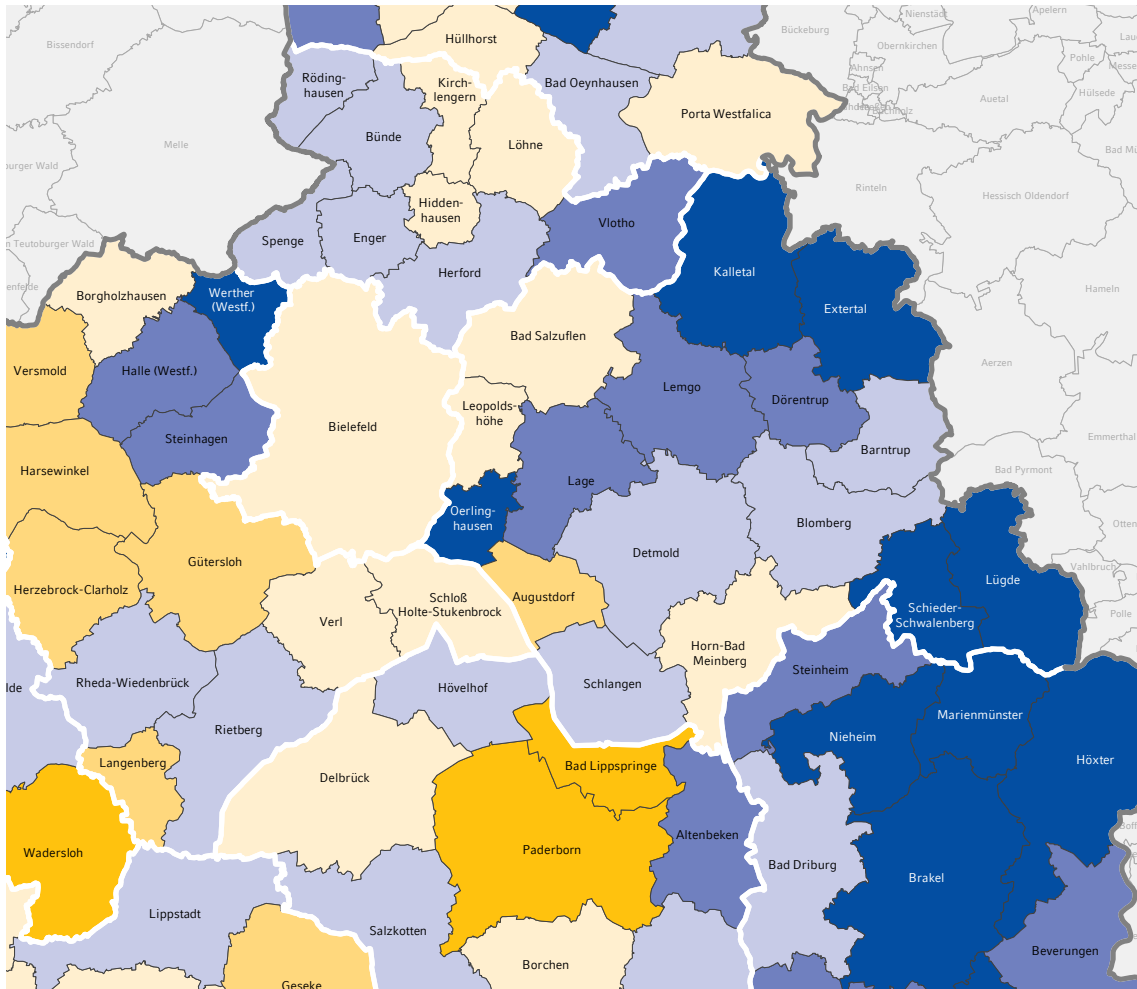 Nienstädt
Apelern
Bückeburg
Hüllhorst
Bissendorf
Obernkirchen
Pohle
Ahnsen
Röding-
hausen
Kirch-
lengern
Bad Oeynhausen
Bad Eilsen
Hülsede
Auetal
Buchholz
Porta Westfalica
Bünde
Löhne
Melle
Rinteln
Hessisch Oldendorf
Hidden-
hausen
Vlotho
Spenge
Enger
Herford
Kalletal
Hameln
Borgholzhausen
Werther
(Westf.)
Extertal
Bad Salzuflen
Versmold
Halle (Westf.)
Aerzen
Lemgo
Dörentrup
Leopolds-
höhe
Bielefeld
Steinhagen
Emmerthal
Barntrup
Harsewinkel
Bad Pyrmont
Lage
Oerling-
hausen
Blomberg
Detmold
Gütersloh
Vahlbruch
Lügde
Herzebrock-Clarholz
Schloß
Holte-Stukenbrock
Augustdorf
Schieder-
Schwalenberg
Polle
Verl
Horn-Bad
Meinberg
Steinheim
Rheda-Wiedenbrück
Hövelhof
Schlangen
Marienmünster
Rietberg
Nieheim
Langenberg
Höxter
Bad Lippspringe
Delbrück
Altenbeken
Wadersloh
Paderborn
Bad Driburg
Brakel
Lippstadt
Salzkotten
Beverungen
Borchen
Geseke